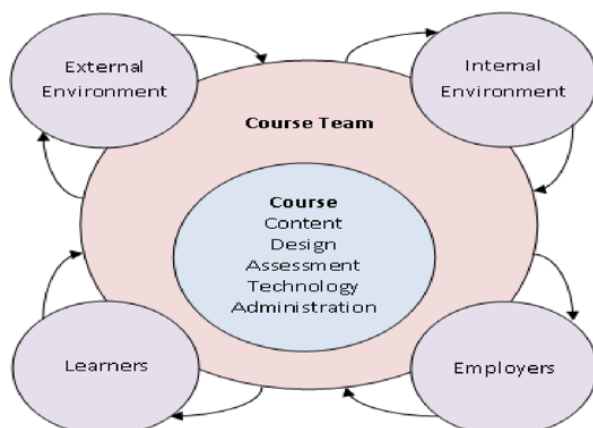 External
Environment
Internal
Environment
Course Team
Course
Content
Design
Assessment
Technology
Administration
Learners
Employers